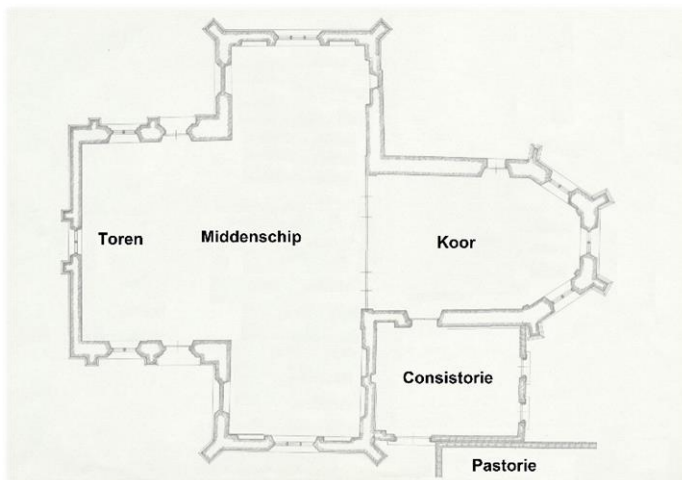 Toren
Middenschip
Koor
Consistorie
Pastorie